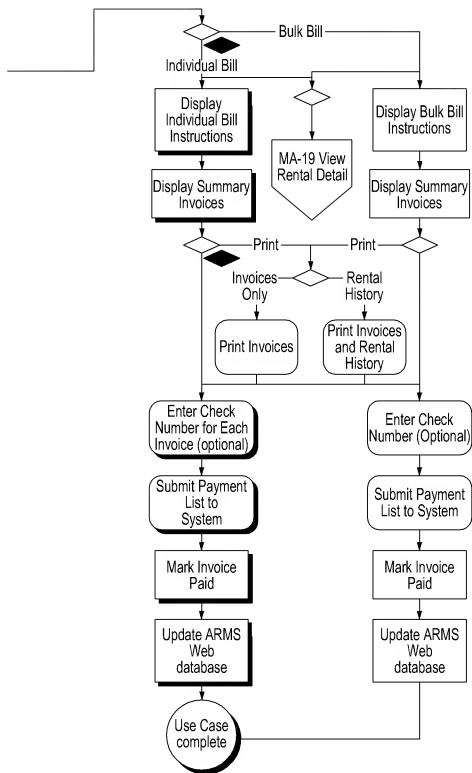 Bulk Bill
Individual Bill
Display
Individual Bill
Instructions
MA-19 View
Rental Detail
Display Bulk Bill
Instructions
Display Summary
Invoices
Display Summary
Invoices
Print
Print
Invoices
Only
Rental
History
Print Invoices
Print Invoices
and Rental
History
Enter Check
Number for Each
Invoice (optional)
Enter Check
Number (Optional)
Submit Payment
List to
System
Submit Payment
List to System
Mark Invoice
Paid
Mark Invoice
Paid
Update ARMS
Web
database
Update ARMS
Web
database
Use Case
complete